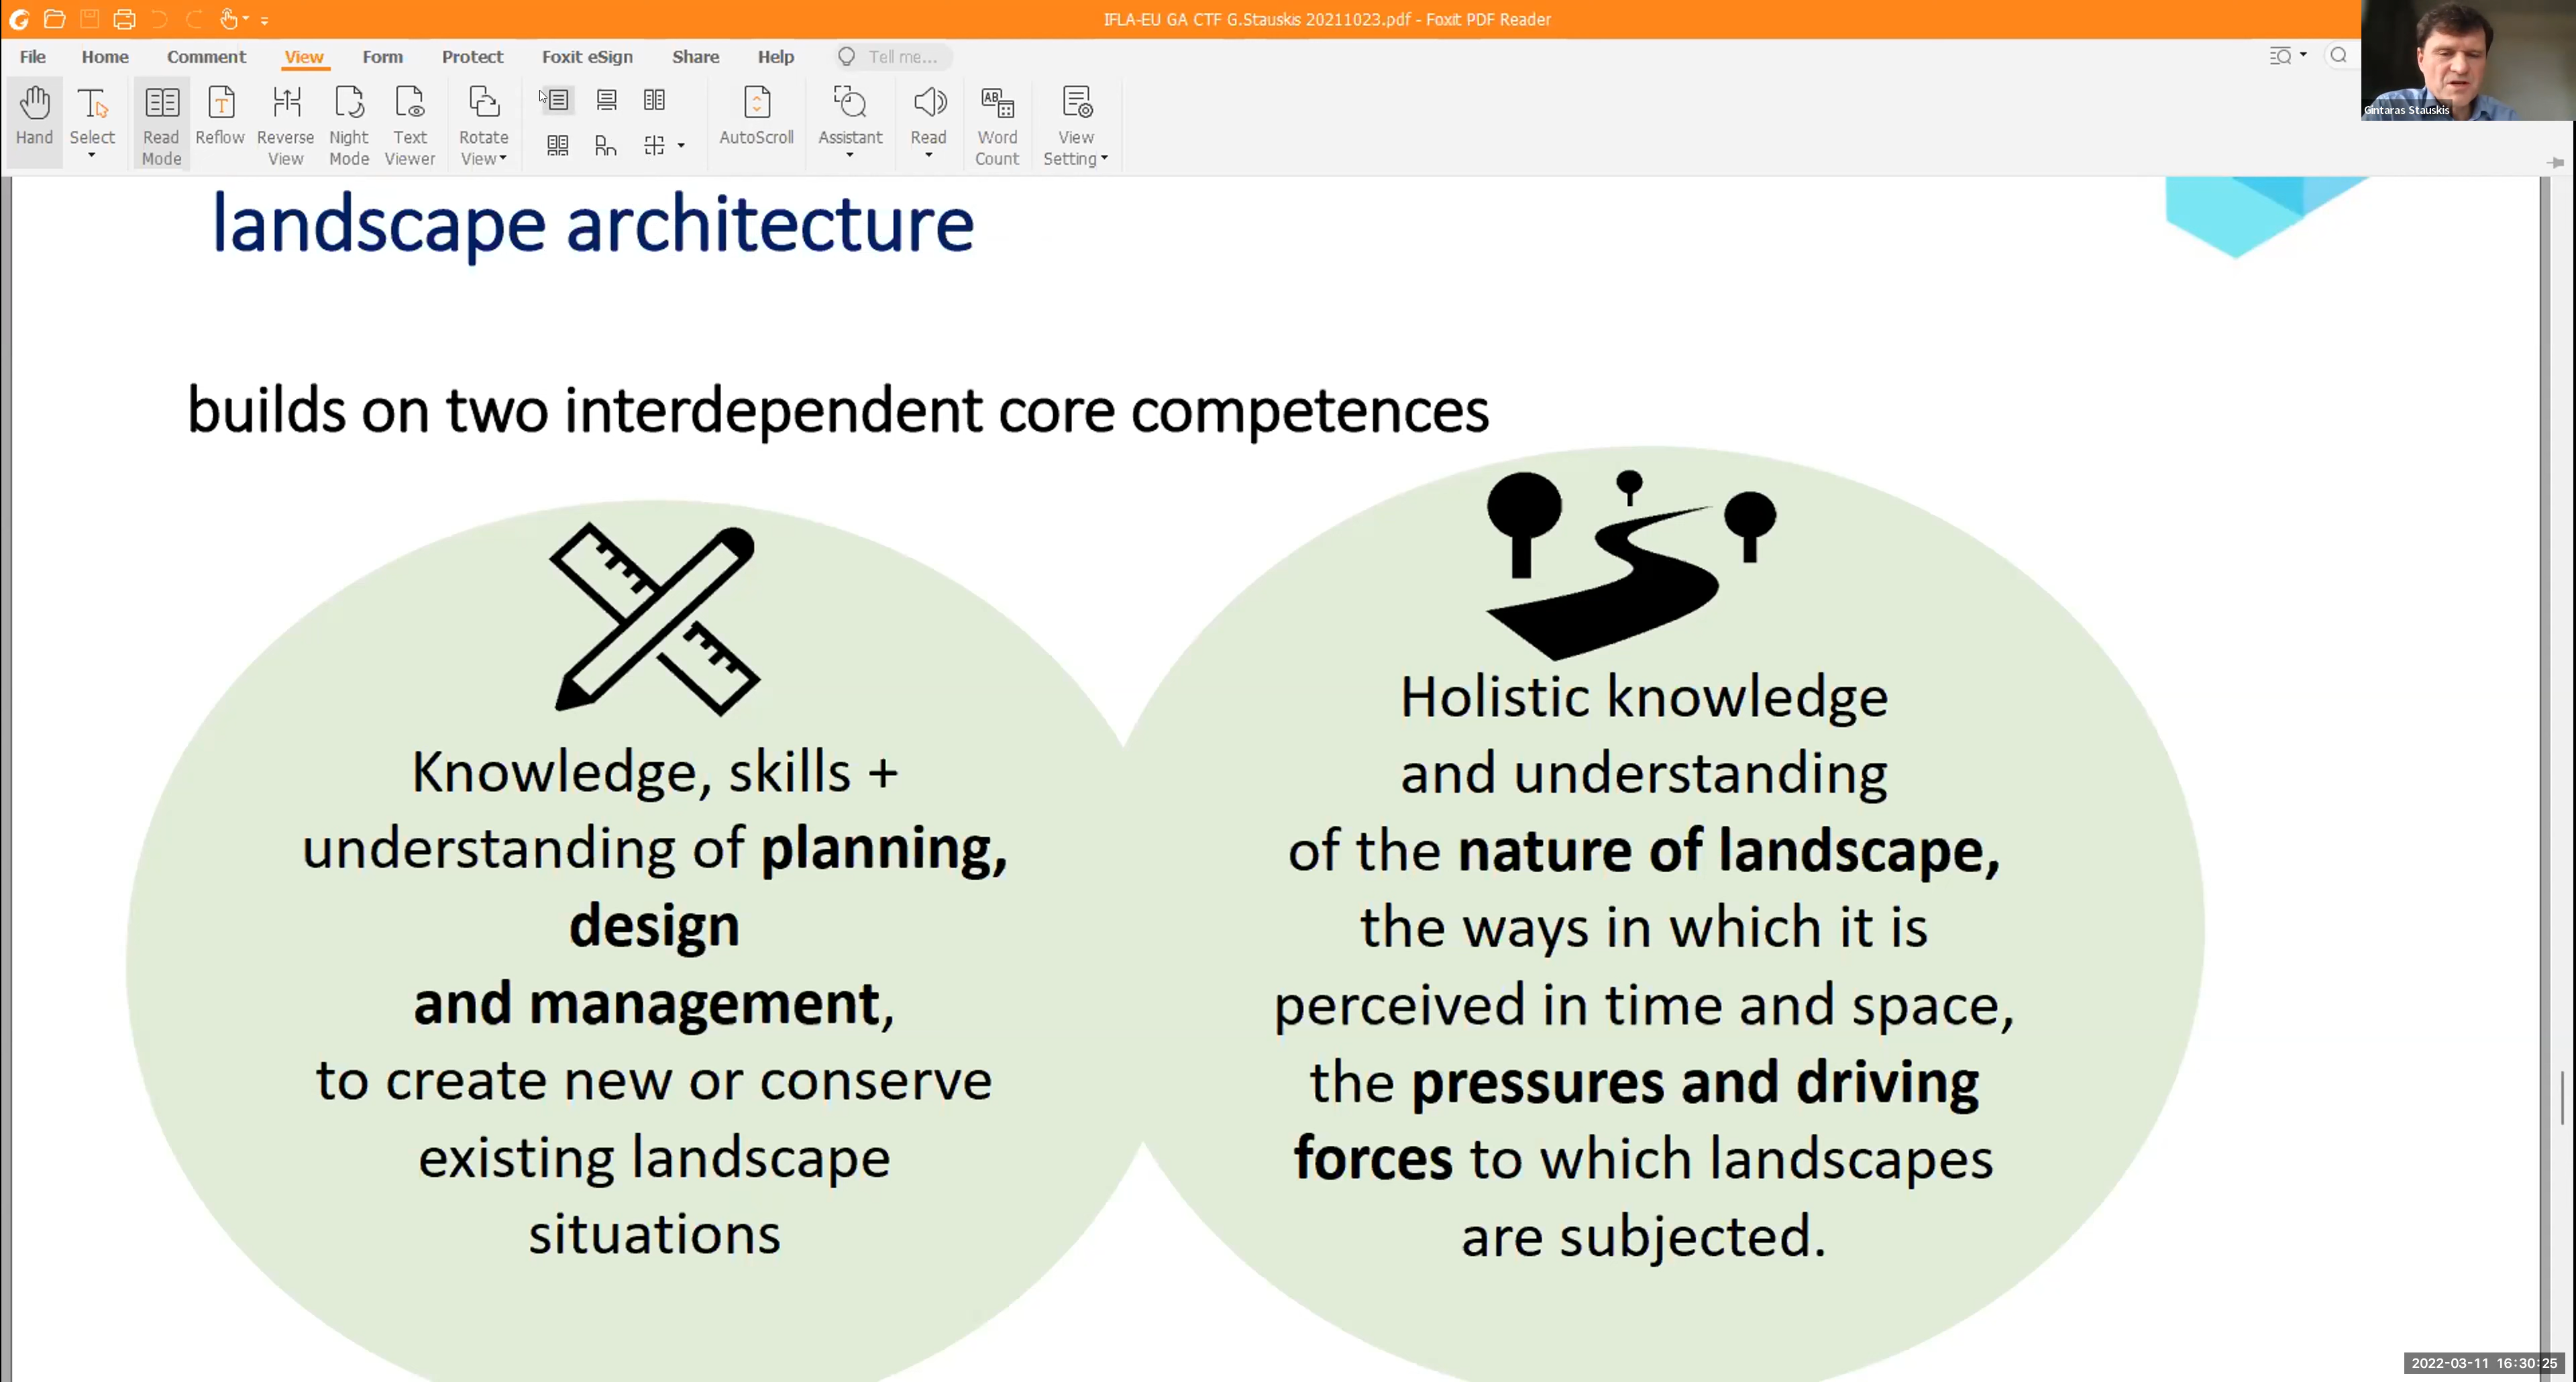 IFLA-EU GA CTF G.Stauskis 20211023.pdf - Foxit PDF Reader
File Home Comment View Form Protect Foxit eSign Share Help Tell me...
Hand Select Read Mode Reflow Reverse View Night Mode Text Viewer Rotate View AutoScroll Assistant Read Word Count View Setting
Gintaras Stauskis
landscape architecture
builds on two interdependent core competences
Knowledge, skills +
understanding of planning,
design
and management,
to create new or conserve
existing landscape
situations
Holistic knowledge
and understanding
of the nature of landscape,
the ways in which it is
perceived in time and space,
the pressures and driving
forces to which landscapes
are subjected.
2022-03-11 16:30:25